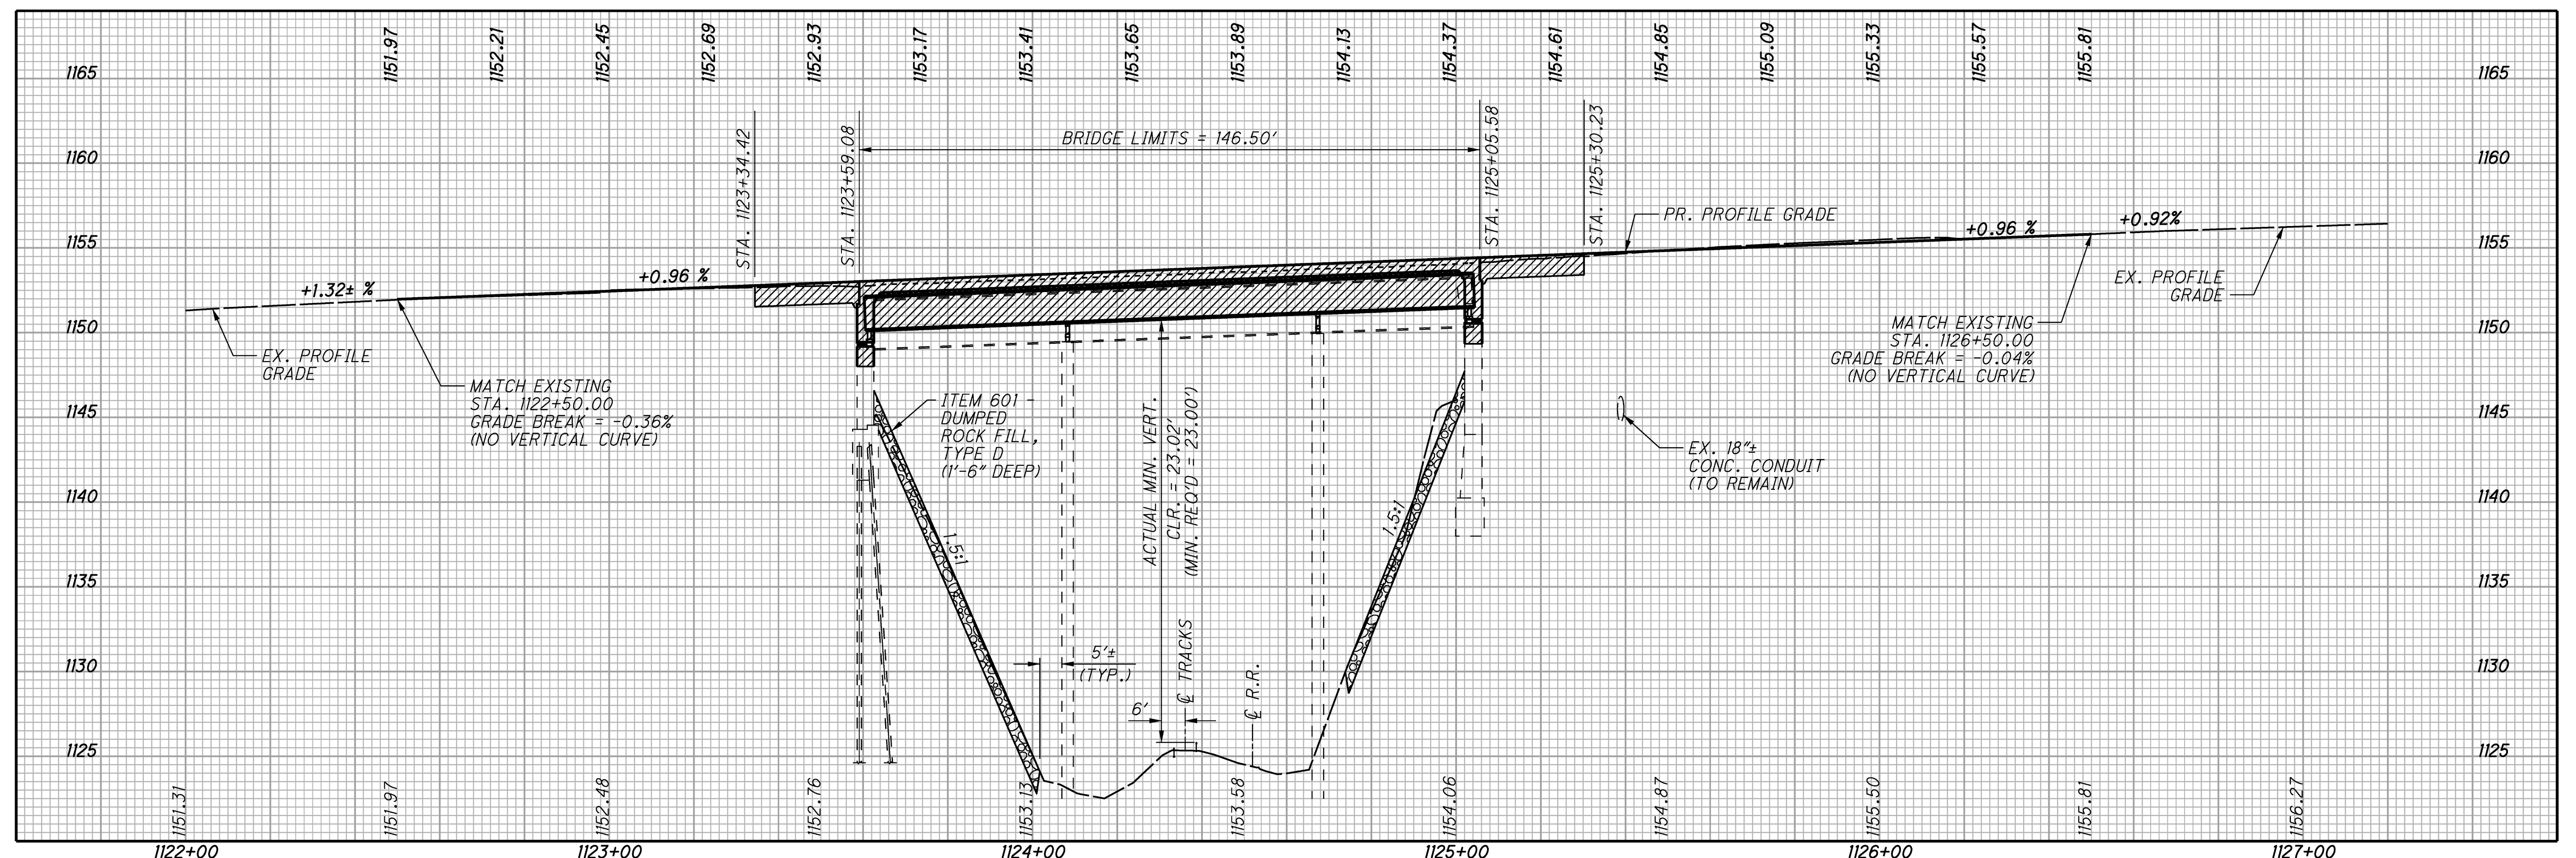 1151.97
1152.21
1152.45
1152.69
1152.93
1153.17
1153.41
1153.65
1153.89
1154.13
1154.37
1154.61
1154.85
1155.09
1155.33
1155.57
1155.81
1165
1165
1160
1160
1155
1155
1150
1150
1145
1145
1140
1140
1135
1135
1130
1130
1125
1125
STA. 1123+34.42
STA. 1123+59.08
BRIDGE LIMITS = 146.50'
STA. 1125+05.58
STA. 1125+30.23
PR. PROFILE GRADE
+1.32± %
+0.96 %
+0.96 %
+0.92%
EX. PROFILE
GRADE
MATCH EXISTING
STA. 1122+50.00
GRADE BREAK = -0.36%
(NO VERTICAL CURVE)
ITEM 601 -
DUMPED
ROCK FILL,
TYPE D
(1'-6" DEEP)
1.5:1
ACTUAL MIN. VERT.
CLR. = 23.02'
(MIN. REQ'D = 23.00')
1.5:1
5'±
(TYP.)
6'
℄ TRACKS
℄ R.R.
EX. PROFILE
GRADE
MATCH EXISTING
STA. 1126+50.00
GRADE BREAK = -0.04%
(NO VERTICAL CURVE)
EX. 18"±
CONC. CONDUIT
(TO REMAIN)
1151.31
1151.97
1152.48
1152.76
1153.13
1153.58
1154.06
1154.87
1155.50
1155.81
1156.27
1122+00
1123+00
1124+00
1125+00
1126+00
1127+00